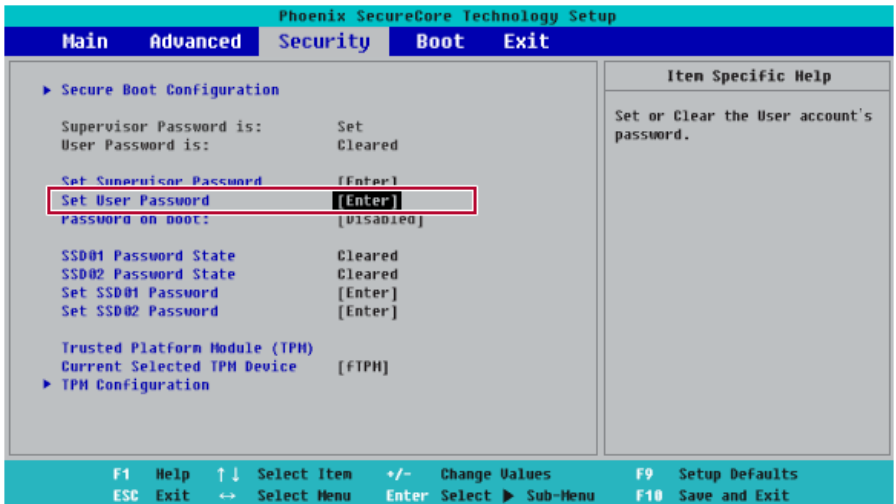 Phoenix SecureCore Technology Setup
Main Advanced Security Boot Exit
Item Specific Help
▶ Secure Boot Configuration
Set or Clear the User account's
password.
Supervisor Password is: Set
User Password is: Cleared
Set Supervisor Password [Enter]
Set User Password [Enter]
Password on boot: [Disabled]
SSD01 Password State Cleared
SSD02 Password State Cleared
Set SSD01 Password [Enter]
Set SSD02 Password [Enter]
Trusted Platform Module (TPM)
Current Selected TPM Device [fTPM]
▶ TPM Configuration
F1 Help ↑↓ Select Item +/- Change Values F9 Setup Defaults
ESC Exit ↔ Select Menu Enter Select ▶ Sub-Menu F10 Save and Exit